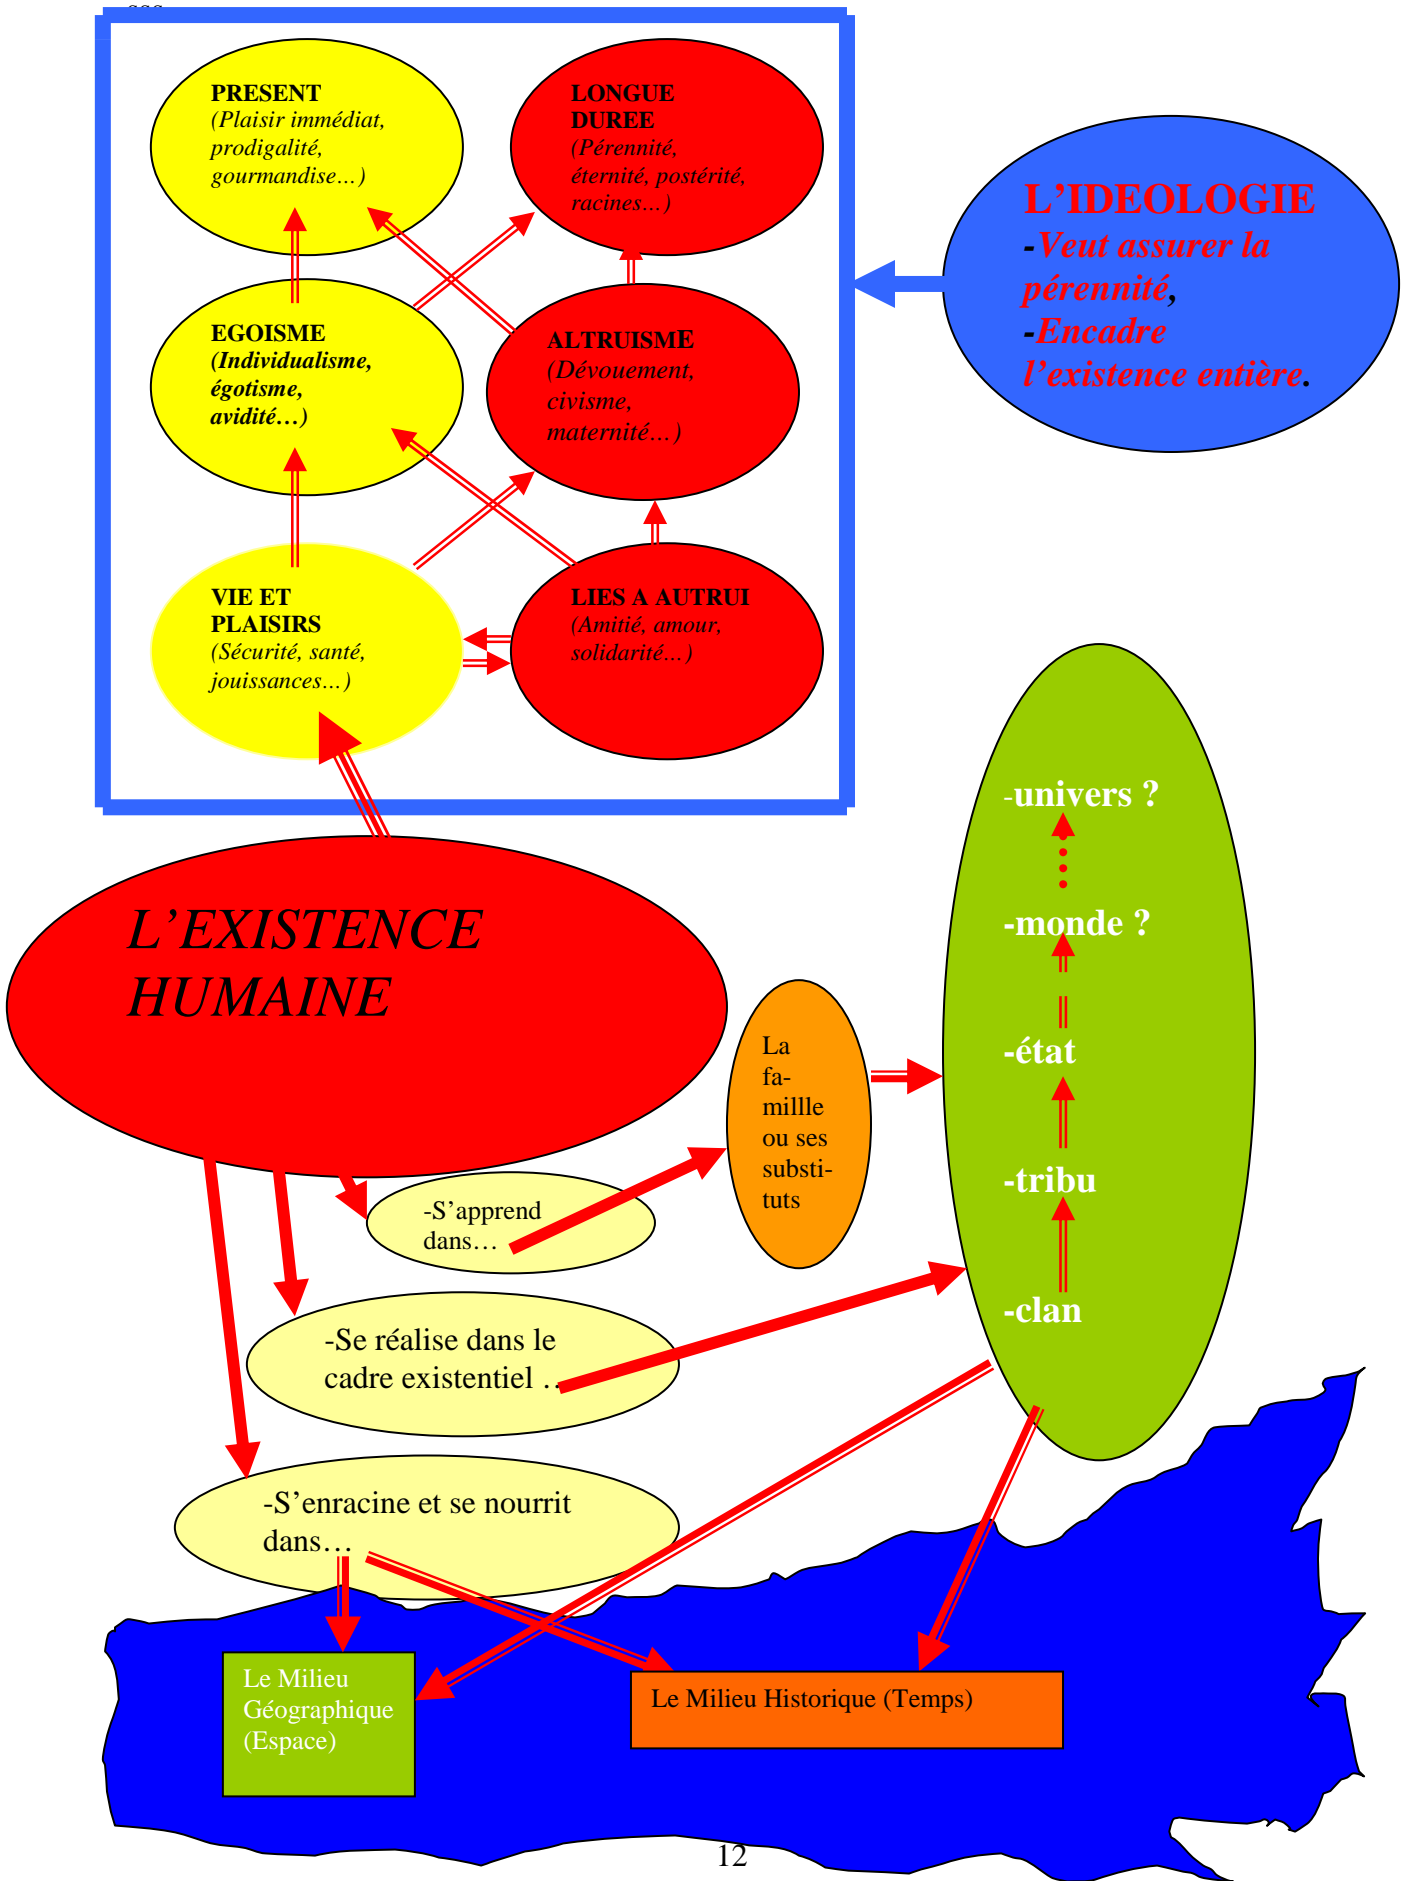 PRESENT
(Plaisir immédiat,
prodigalité,
gourmandise…)
LONGUE
DUREE
(Pérennité,
éternité, postérité,
racines…)
L’IDEOLOGIE
-Veut assurer la
pérennité,
-Encadre
l’existence entière.
EGOISME
(Individualisme,
égotisme,
avidité…)
ALTRUISME
(Dévouement,
civisme,
maternité…)
VIE ET
PLAISIRS
(Sécurité, santé,
jouissances…)
LIES A AUTRUI
(Amitié, amour,
solidarité…)
-univers ?
-monde ?
-état
-tribu
-clan
L’EXISTENCE
HUMAINE
La
fa-
millle
ou ses
substi-
tuts
-S’apprend
dans…
-Se réalise dans le
cadre existentiel …
-S’enracine et se nourrit
dans…
Le Milieu
Géographique
(Espace)
Le Milieu Historique (Temps)
12